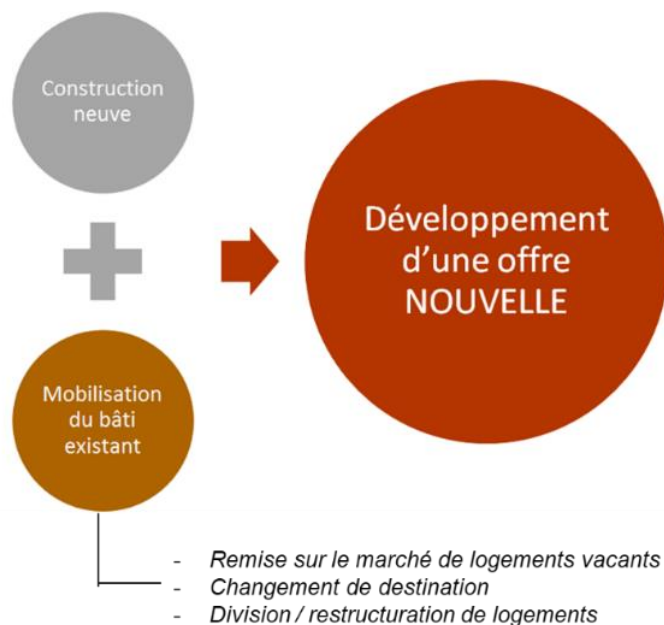 Construction
neuve
Développement
d'une offre
NOUVELLE
Mobilisation
du bâti
existant
- Remise sur le marché de logements vacants
- Changement de destination
- Division / restructuration de logements